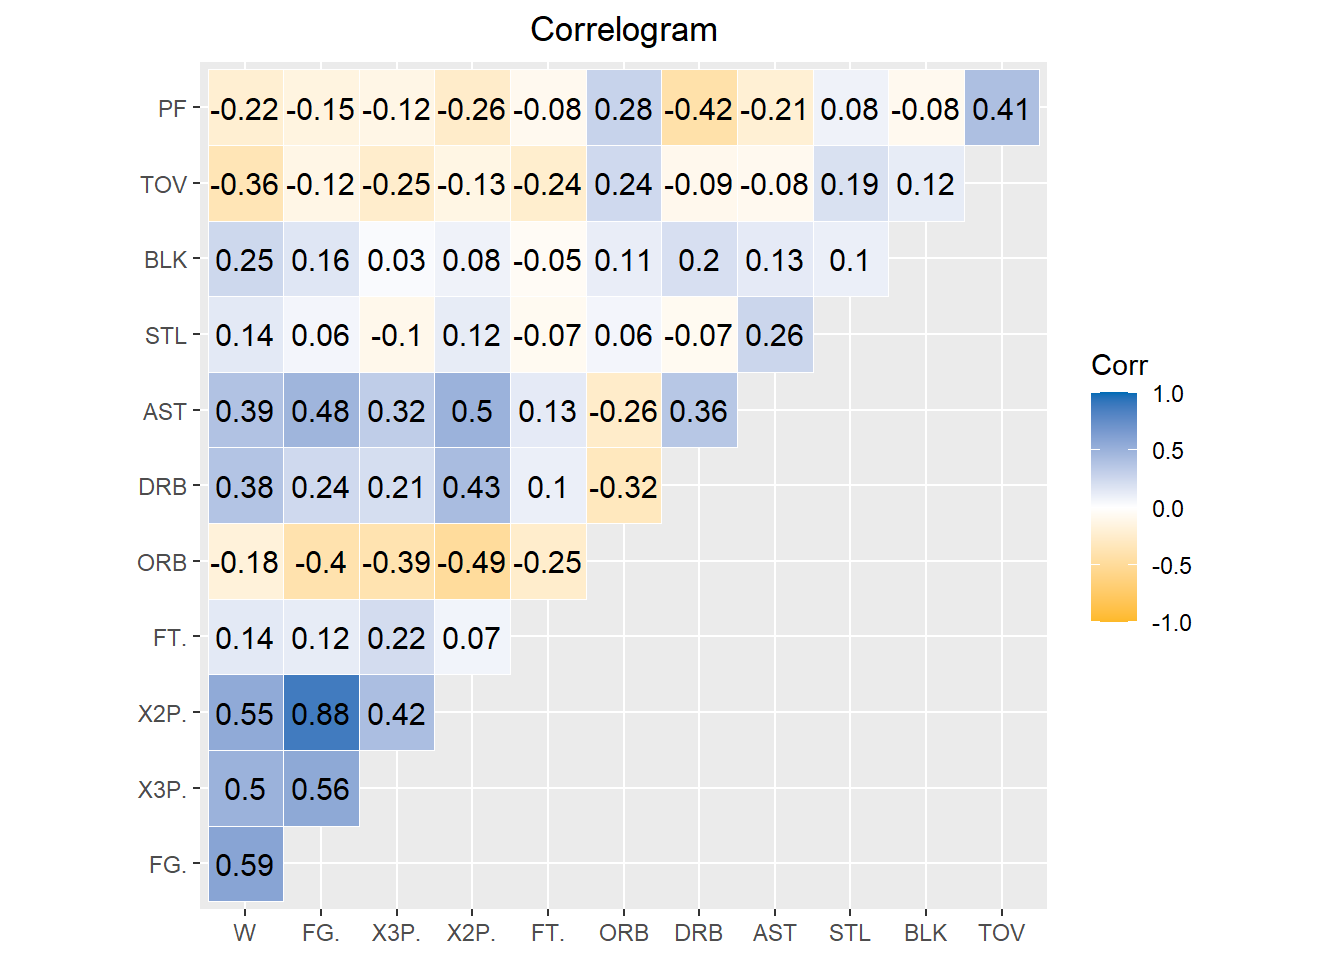 Correlogram
PF -0.22 -0.15 -0.12 -0.26 -0.08 0.28 -0.42 -0.21 0.08 -0.08 0.41
TOV -0.36 -0.12 -0.25 -0.13 -0.24 0.24 -0.09 -0.08 0.19 0.12
BLK 0.25 0.16 0.03 0.08 -0.05 0.11 0.2 0.13 0.1
STL 0.14 0.06 -0.1 0.12 -0.07 0.06 -0.07 0.26
AST 0.39 0.48 0.32 0.5 0.13 -0.26 0.36
DRB 0.38 0.24 0.21 0.43 0.1 -0.32
ORB -0.18 -0.4 -0.39 -0.49 -0.25
FT. 0.14 0.12 0.22 0.07
X2P. 0.55 0.88 0.42
X3P. 0.5 0.56
FG. 0.59
W FG. X3P. X2P. FT. ORB DRB AST STL BLK TOV
Corr
1.0
0.5
0.0
-0.5
-1.0